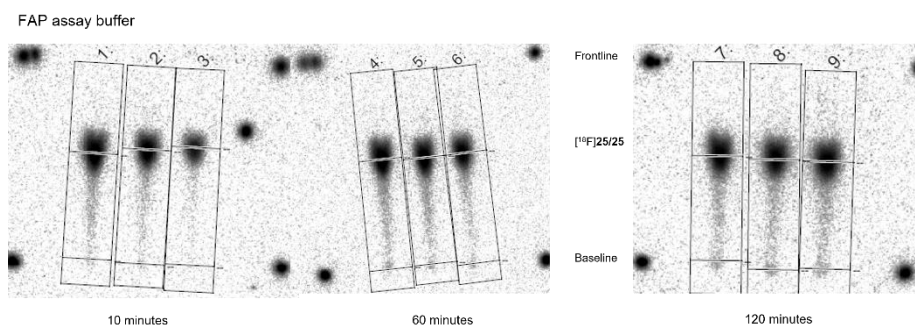 FAP assay buffer
1. 2. 3.
4. 5. 6.
7. 8. 9.
Frontline
[¹⁸F]25/25
Baseline
10 minutes
60 minutes
120 minutes